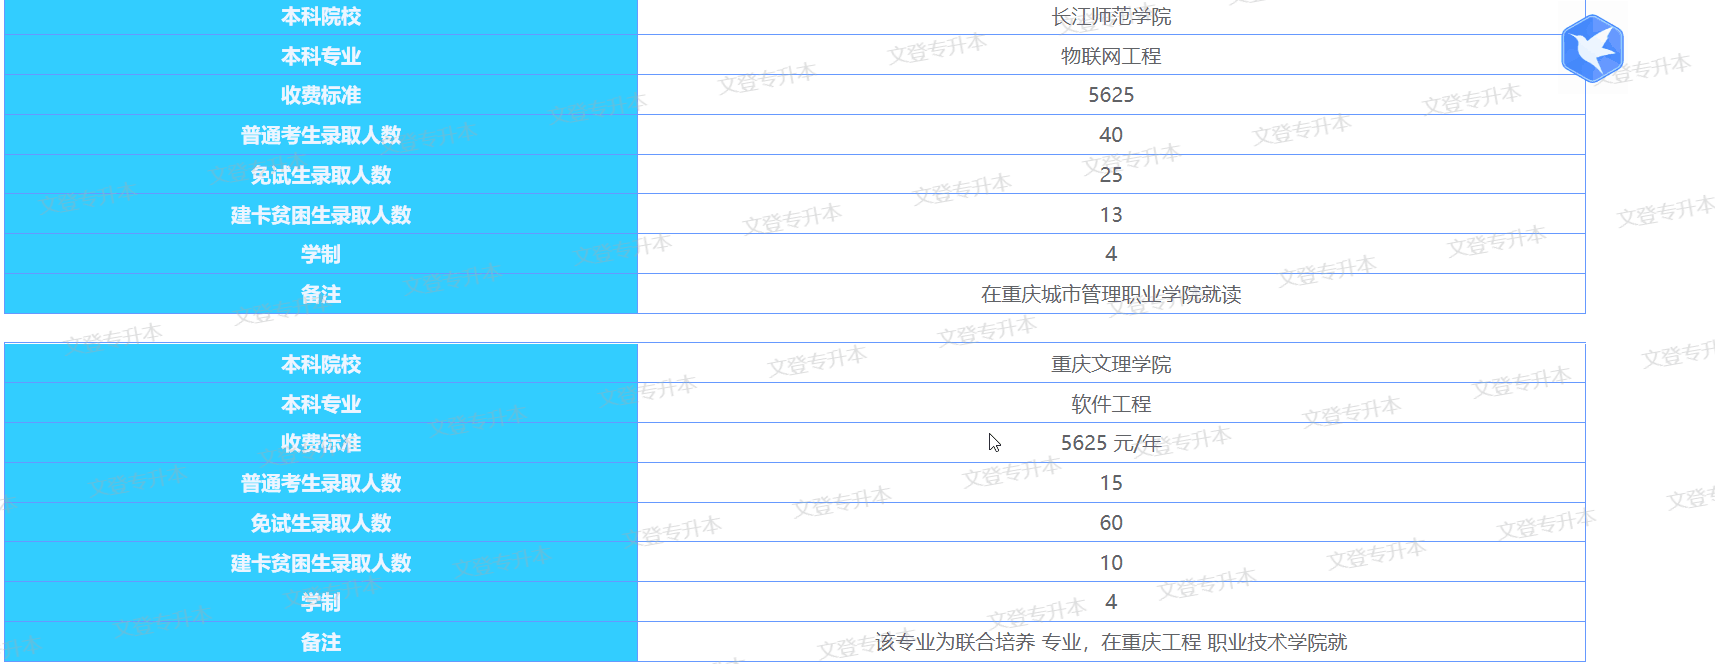 本科院校 长江师范学院
本科专业 物联网工程
收费标准 5625
普通考生录取人数 40
免试生录取人数 25
建卡贫困生录取人数 13
学制 4
备注 在重庆城市管理职业学院就读
本科院校 重庆文理学院
本科专业 软件工程
收费标准 5625 元/年
普通考生录取人数 15
免试生录取人数 60
建卡贫困生录取人数 10
学制 4
备注 该专业为联合培养 专业，在重庆工程 职业技术学院就
文登专升本